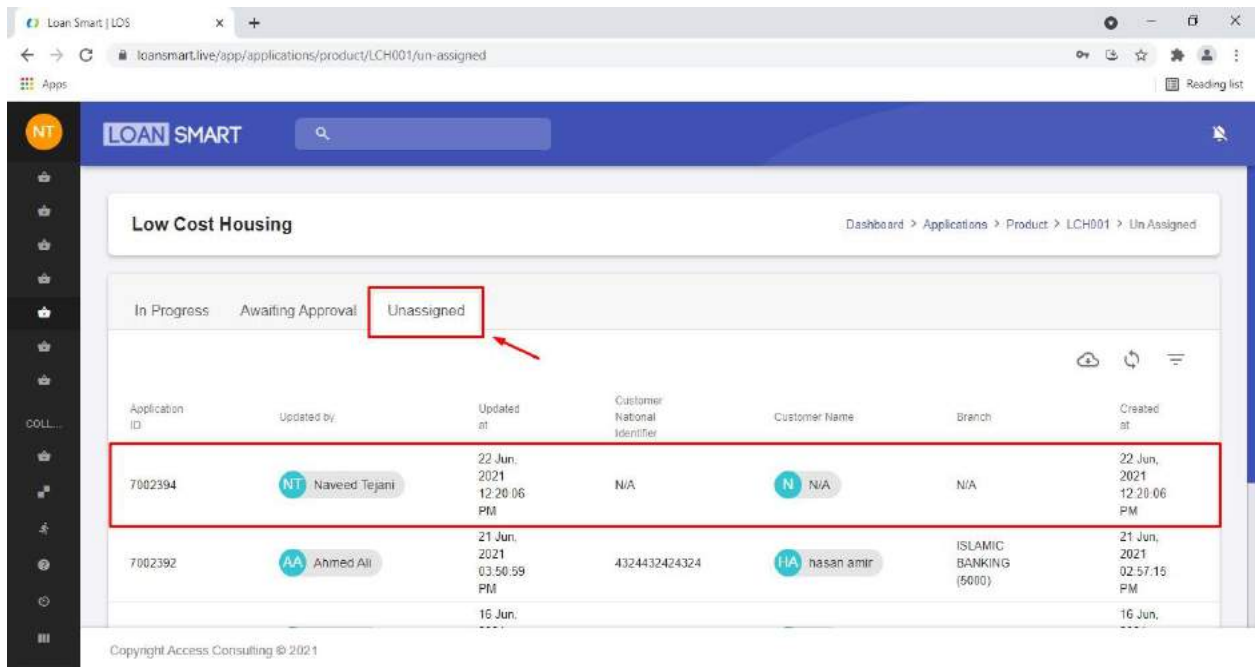 Loan Smart | LOS
loansmart.live/app/applications/product/LCH001/un-assigned
Apps
Reading list
NT
LOAN SMART
Low Cost Housing
Dashboard > Applications > Product > LCH001 > Un Assigned
In Progress Awaiting Approval Unassigned
Application
ID
Updated by
Updated
at
Customer
National
Identifier
Customer Name
Branch
Created
at
COLL...
7002394
NT Naveed Tejani
22 Jun,
2021
12:20:06
PM
N/A
N N/A
N/A
22 Jun,
2021
12:20:06
PM
7002392
AA Ahmed Ali
21 Jun,
2021
03:50:59
PM
4324432424324
HA hasan amir
ISLAMIC
BANKING
(5000)
21 Jun,
2021
02:57:15
PM
16 Jun,
16 Jun,
Copyright Access Consulting © 2021